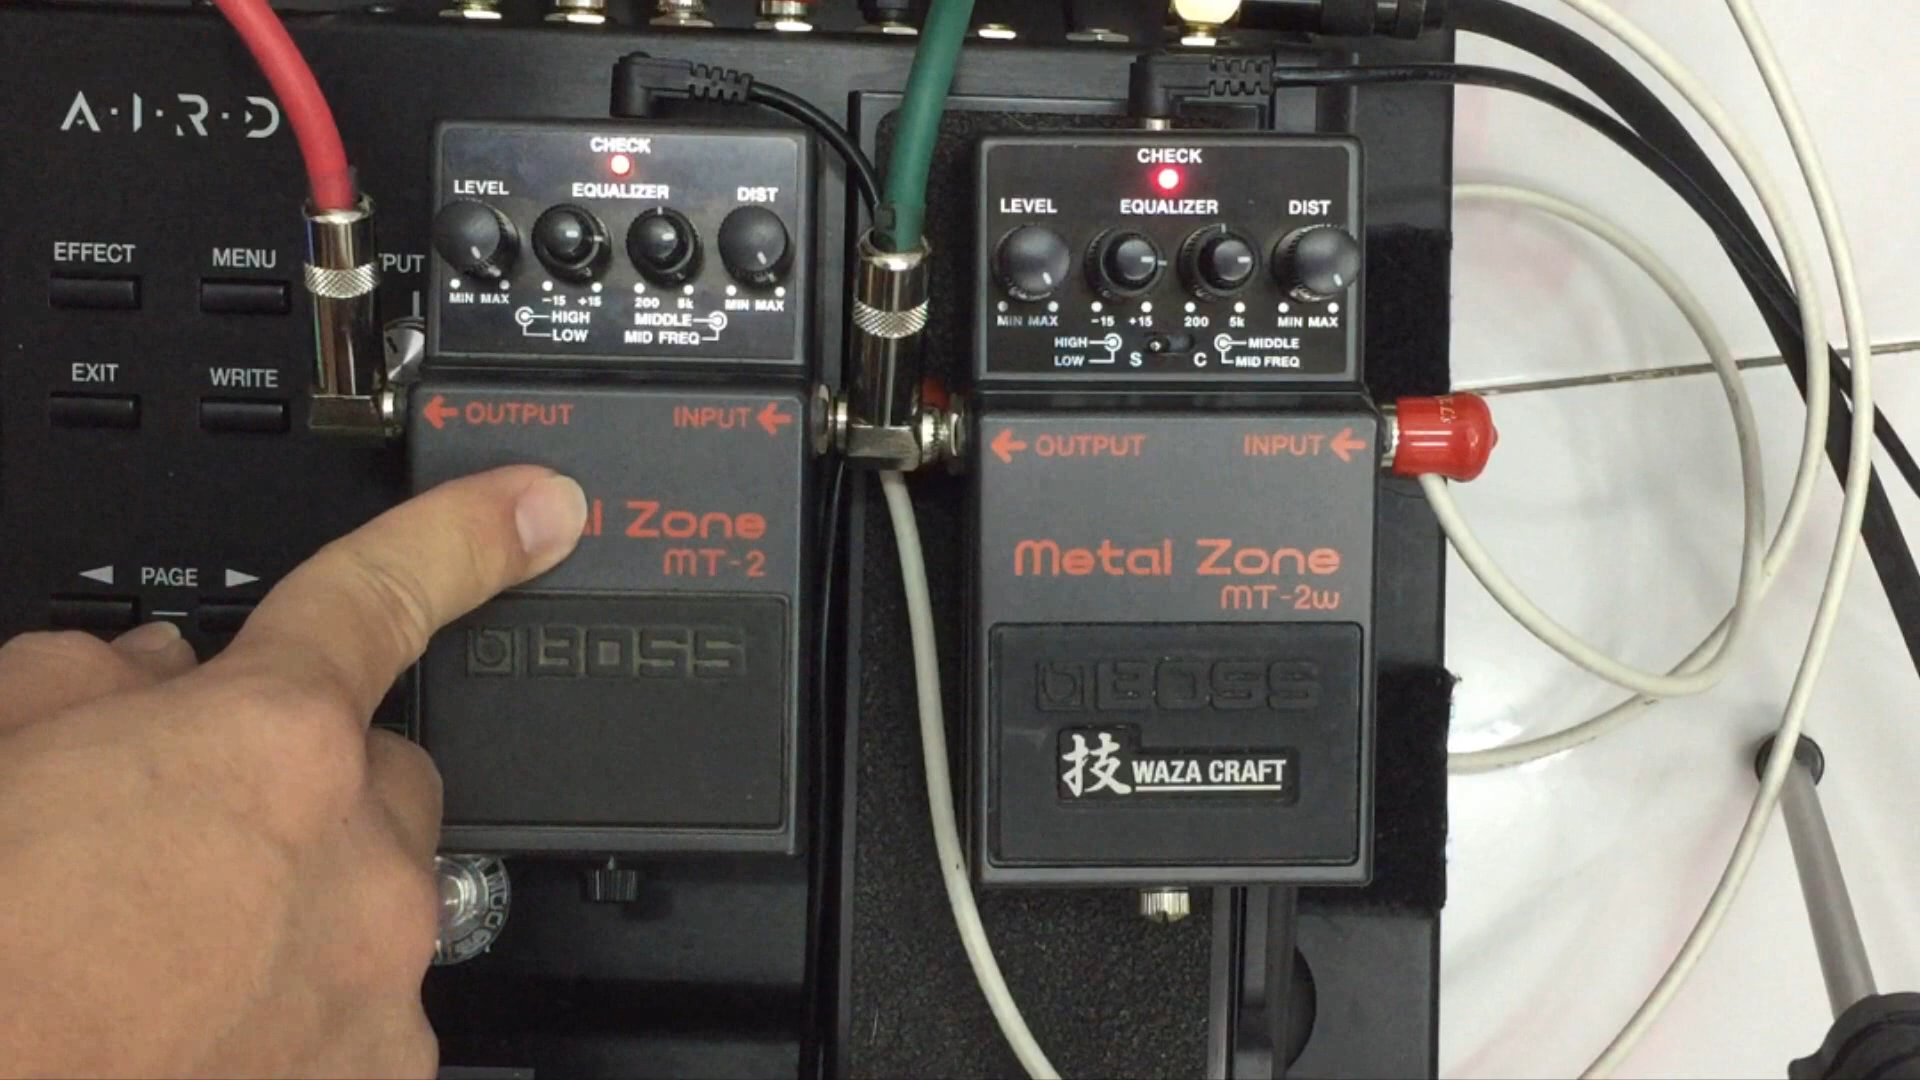 A·I·R·D
EFFECT
MENU
EXIT
WRITE
PAGE
CHECK
LEVEL
EQUALIZER
DIST
MIN MAX
-15 +15
200 5k
MIN MAX
HIGH
LOW
MIDDLE
MID FREQ
OUTPUT
INPUT
Zone
MT-2
BOSS
CHECK
LEVEL
EQUALIZER
DIST
MIN MAX
-15 +15
200 5k
MIN MAX
HIGH
LOW
S
C
MIDDLE
MID FREQ
OUTPUT
INPUT
Metal Zone
MT-2w
BOSS
技 WAZA CRAFT